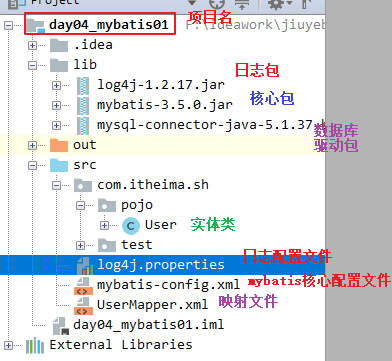 Project
day04_mybatis01 F:\ideawork\jiuye
项目名
.idea
lib
日志包
log4j-1.2.17.jar
mybatis-3.5.0.jar 核心包
mysql-connector-java-5.1.37. 数据库
out 驱动包
src
com.itheima.sh
pojo
User 实体类
test
log4j.properties 日志配置文件
mybatis-config.xml mybatis核心配置文件
UserMapper.xml 映射文件
day04_mybatis01.iml
External Libraries